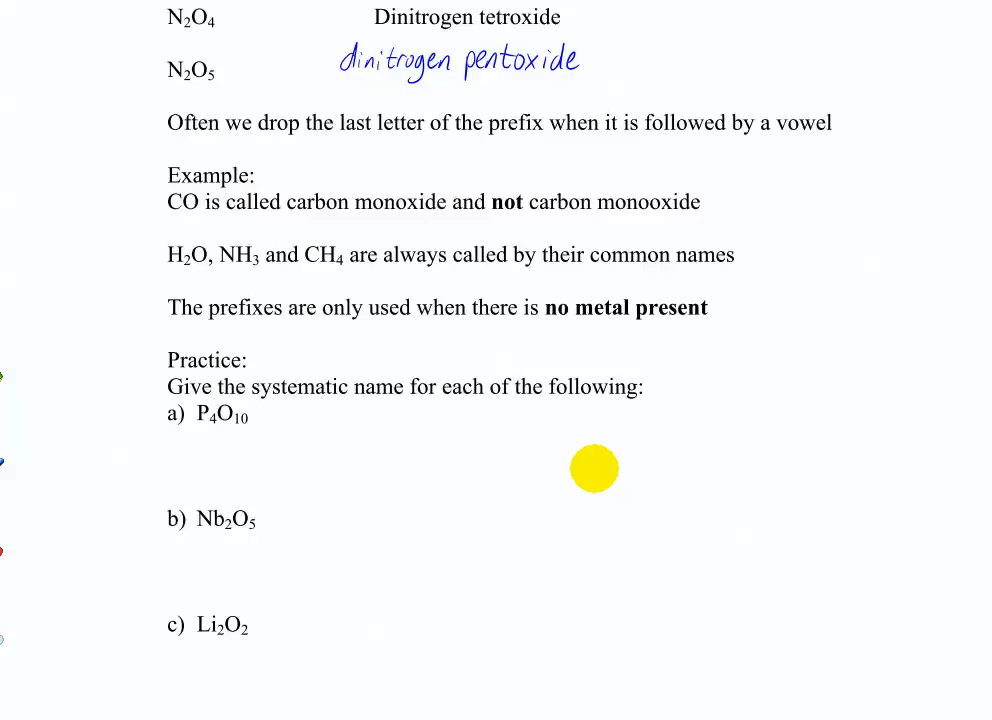 N₂O₄ Dinitrogen tetroxide
N₂O₅ dinitrogen pentoxide
Often we drop the last letter of the prefix when it is followed by a vowel
Example:
CO is called carbon monoxide and not carbon monooxide
H₂O, NH₃ and CH₄ are always called by their common names
The prefixes are only used when there is no metal present
Practice:
Give the systematic name for each of the following:
a) P₄O₁₀
b) Nb₂O₅
c) Li₂O₂